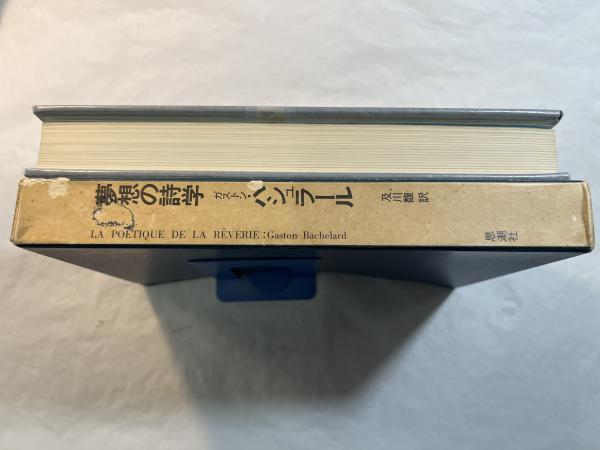 夢想の詩学
ガストン・バシュラール
及川馥訳
LA POÉTIQUE DE LA RÊVERIE: Gaston Bachelard
思潮社